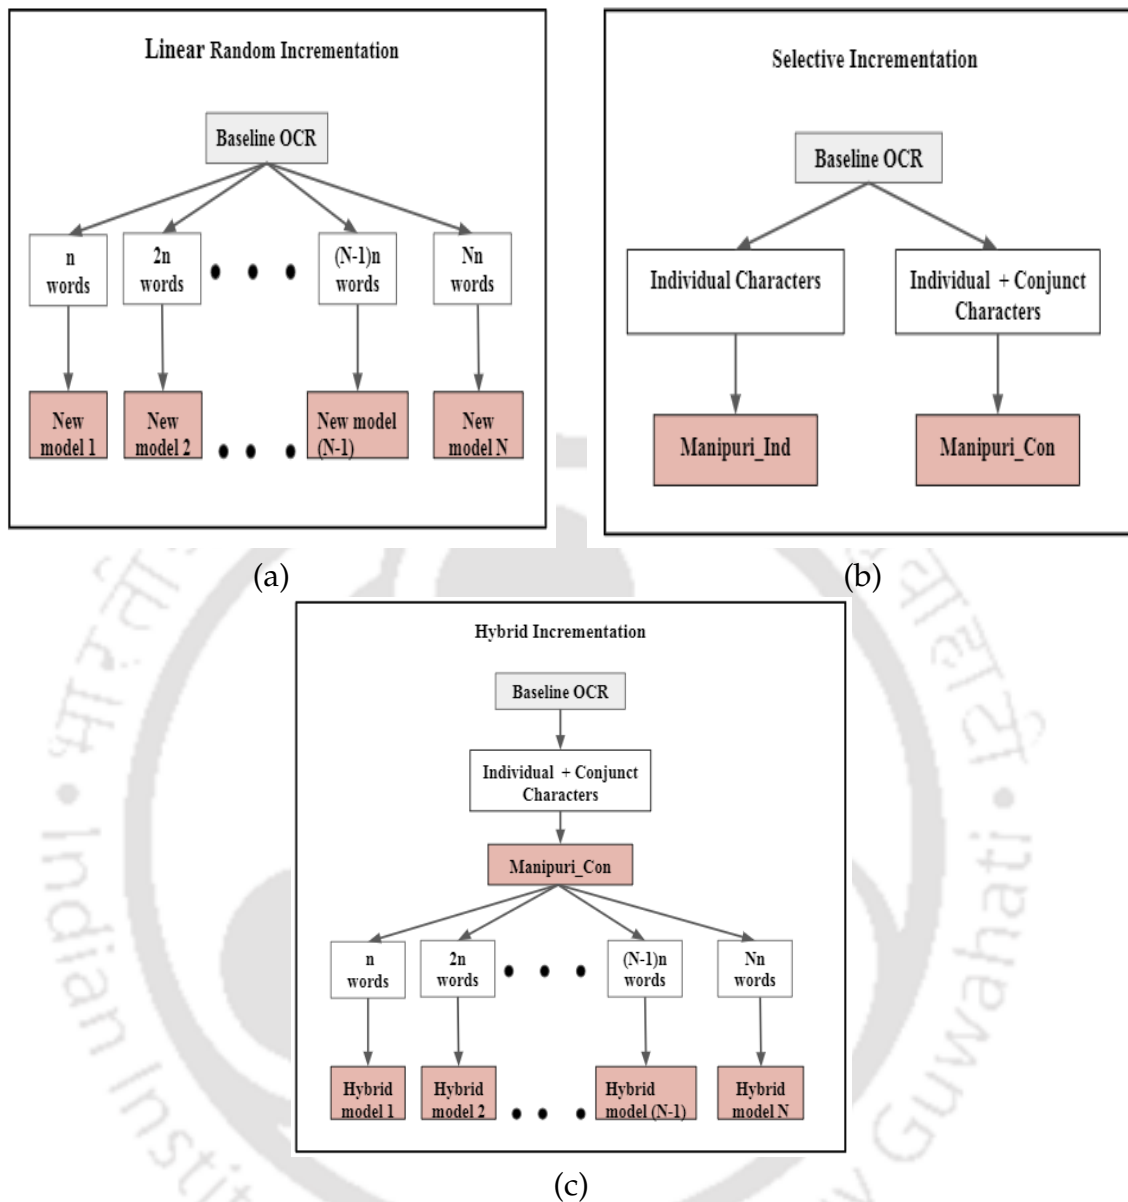 Linear Random Incrementation
Baseline OCR
n
words
2n
words
(N-1)n
words
Nn
words
New
model 1
New
model 2
New model
(N-1)
New
model N
(a)
Selective Incrementation
Baseline OCR
Individual Characters
Individual + Conjunct
Characters
Manipuri_Ind
Manipuri_Con
(b)
Hybrid Incrementation
Baseline OCR
Individual + Conjunct
Characters
Manipuri_Con
n
words
2n
words
(N-1)n
words
Nn
words
Hybrid
model 1
Hybrid
model 2
Hybrid
model (N-1)
Hybrid
model N
(c)
Indian
Guwahati